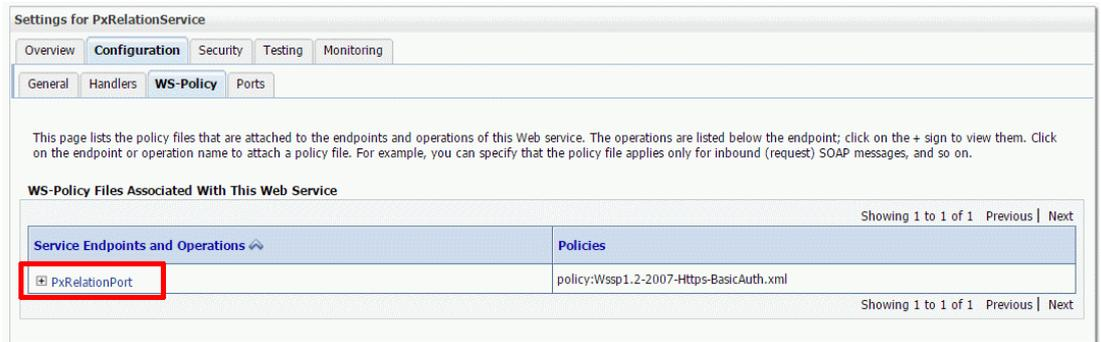 Settings for PxRelationService
Overview Configuration Security Testing Monitoring
General Handlers WS-Policy Ports
This page lists the policy files that are attached to the endpoints and operations of this Web service. The operations are listed below the endpoint; click on the + sign to view them. Click
on the endpoint or operation name to attach a policy file. For example, you can specify that the policy file applies only for inbound (request) SOAP messages, and so on.
WS-Policy Files Associated With This Web Service
Showing 1 to 1 of 1 Previous | Next
Service Endpoints and Operations Policies
PxRelationPort policy:Wssp1.2-2007-Https-BasicAuth.xml
Showing 1 to 1 of 1 Previous | Next